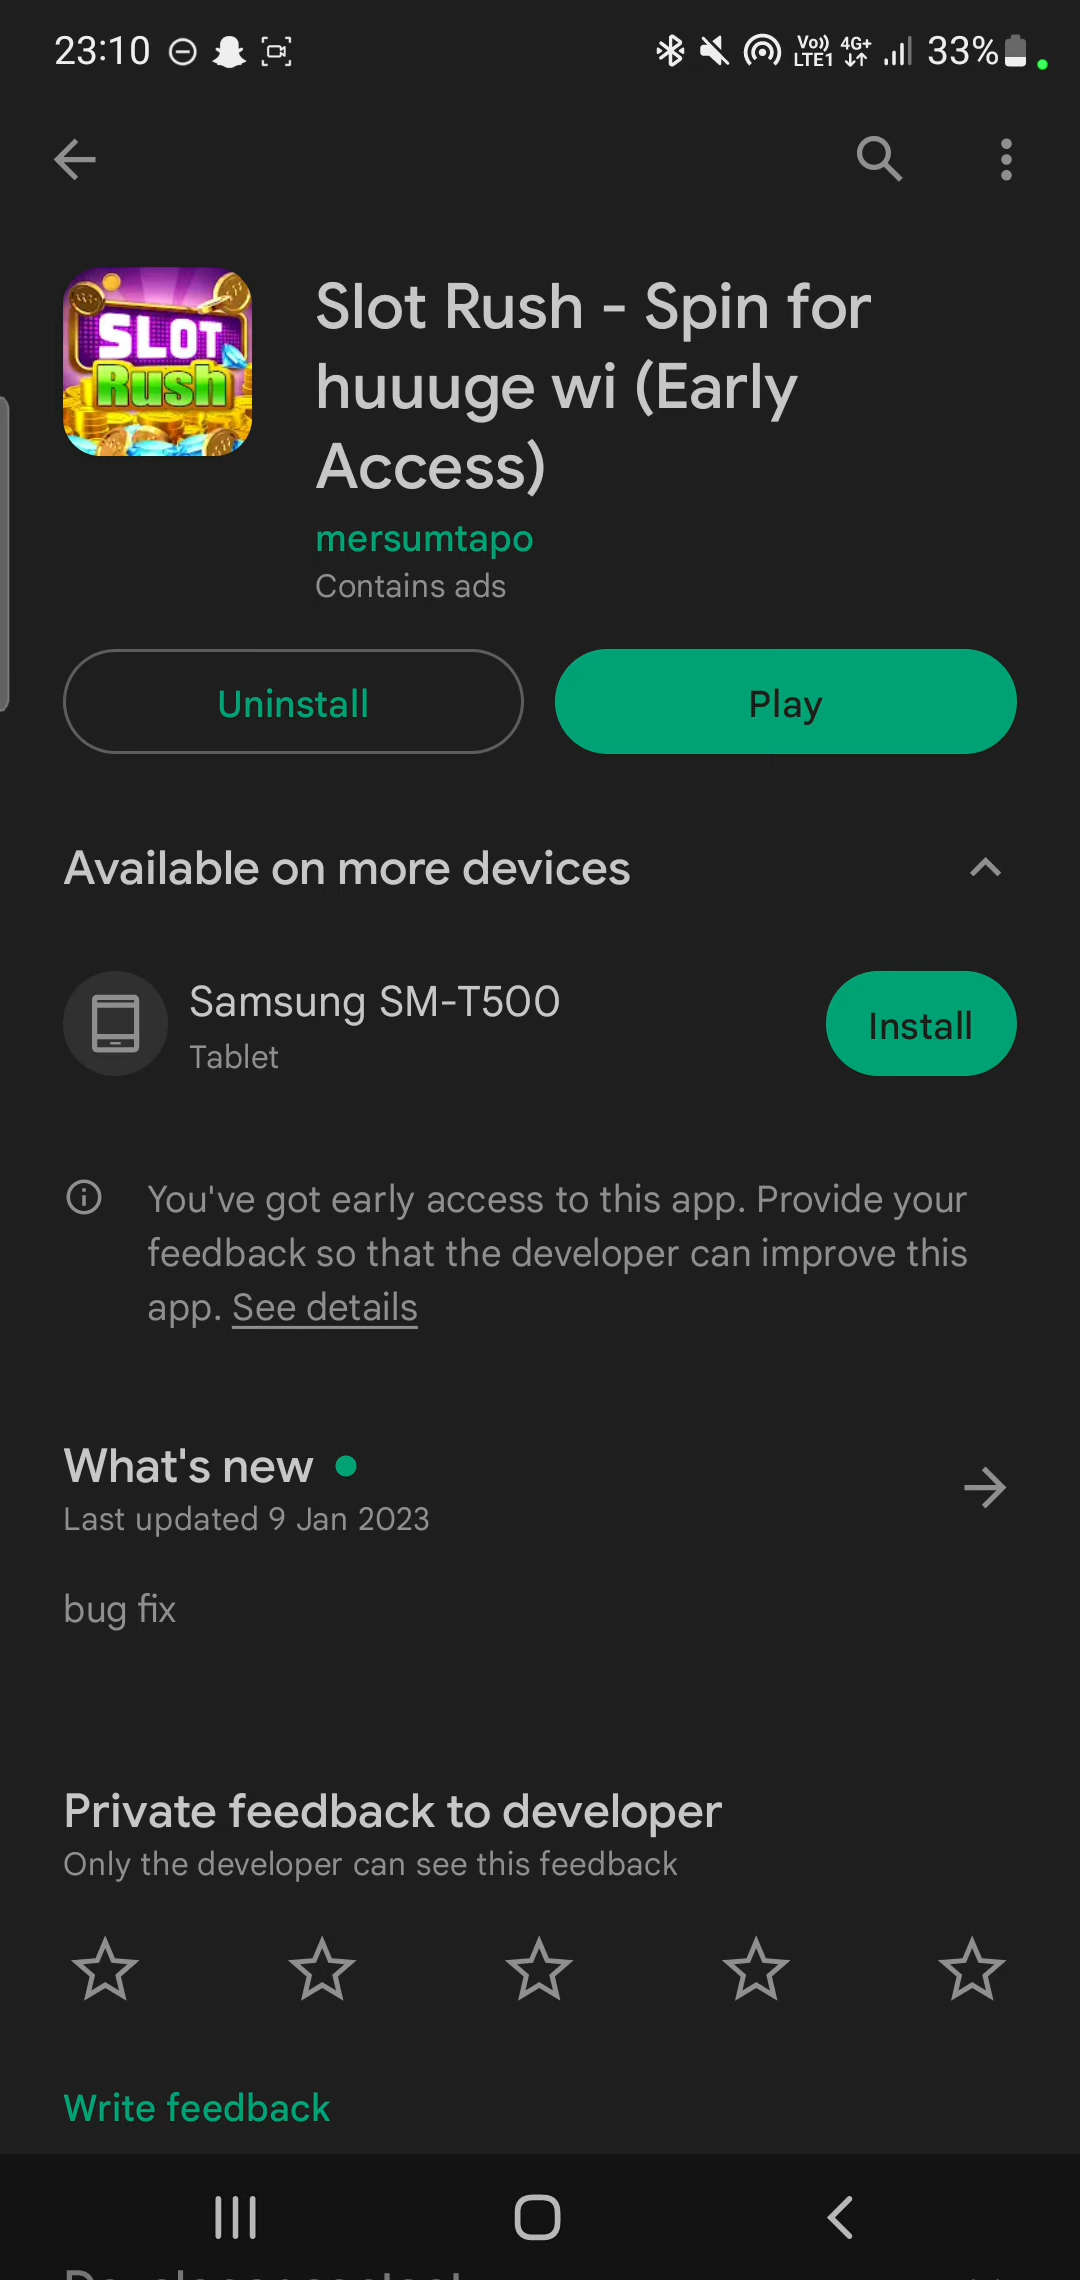 23:10
Vo)) LTE1 4G+ 33%
SLOT
Rush
Slot Rush - Spin for
huuuge wi (Early
Access)
mersumtapo
Contains ads
Uninstall
Play
Available on more devices
Samsung SM-T500
Tablet
Install
You've got early access to this app. Provide your
feedback so that the developer can improve this
app. See details
What's new
Last updated 9 Jan 2023
bug fix
Private feedback to developer
Only the developer can see this feedback
Write feedback